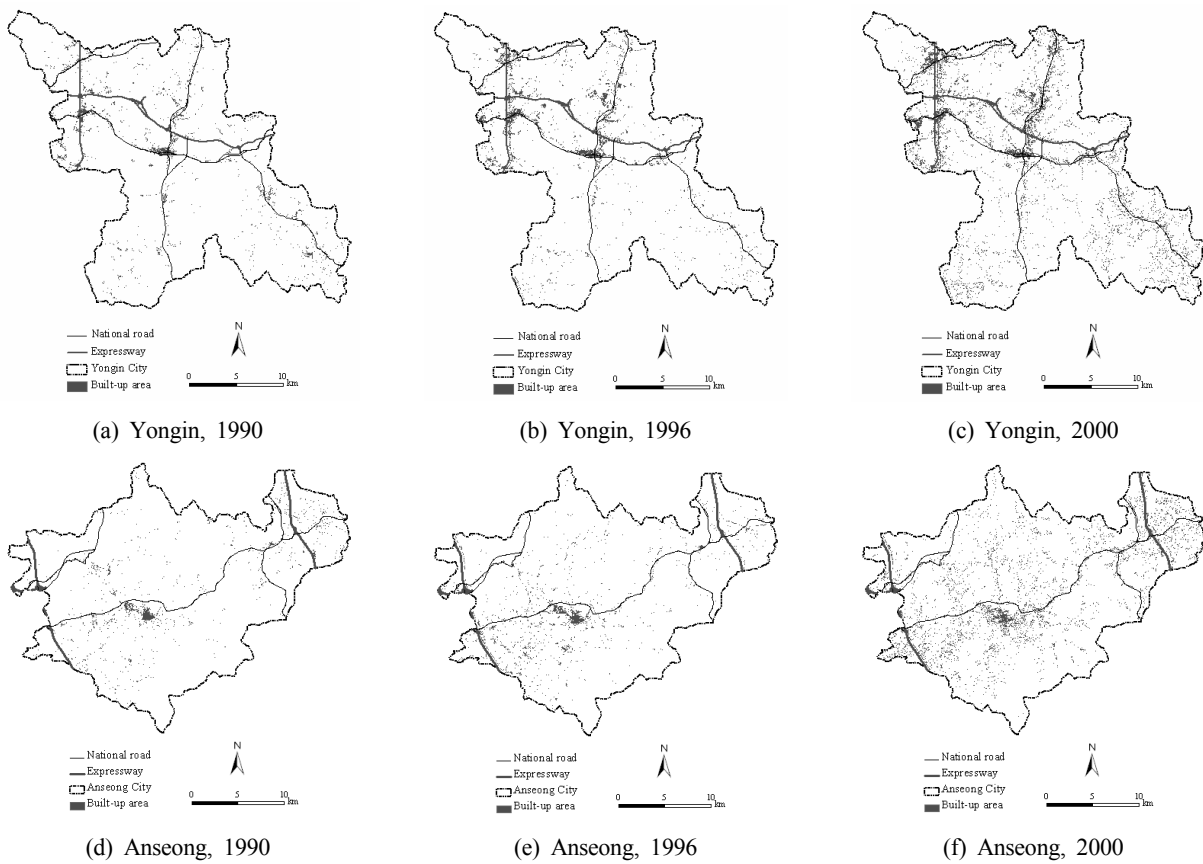 N
National road
Expressway
Yongin City
Built-up area
0 5 10
km
(a) Yongin, 1990
N
National road
Expressway
Yongin City
Built-up area
0 5 10
km
(b) Yongin, 1996
N
National road
Expressway
Yongin City
Built-up area
0 5 10
km
(c) Yongin, 2000
N
National road
Expressway
Anseong City
Built-up area
0 5 10
km
(d) Anseong, 1990
N
National road
Expressway
Anseong City
Built-up area
0 5 10
km
(e) Anseong, 1996
N
National road
Expressway
Anseong City
Built-up area
0 5 10
km
(f) Anseong, 2000